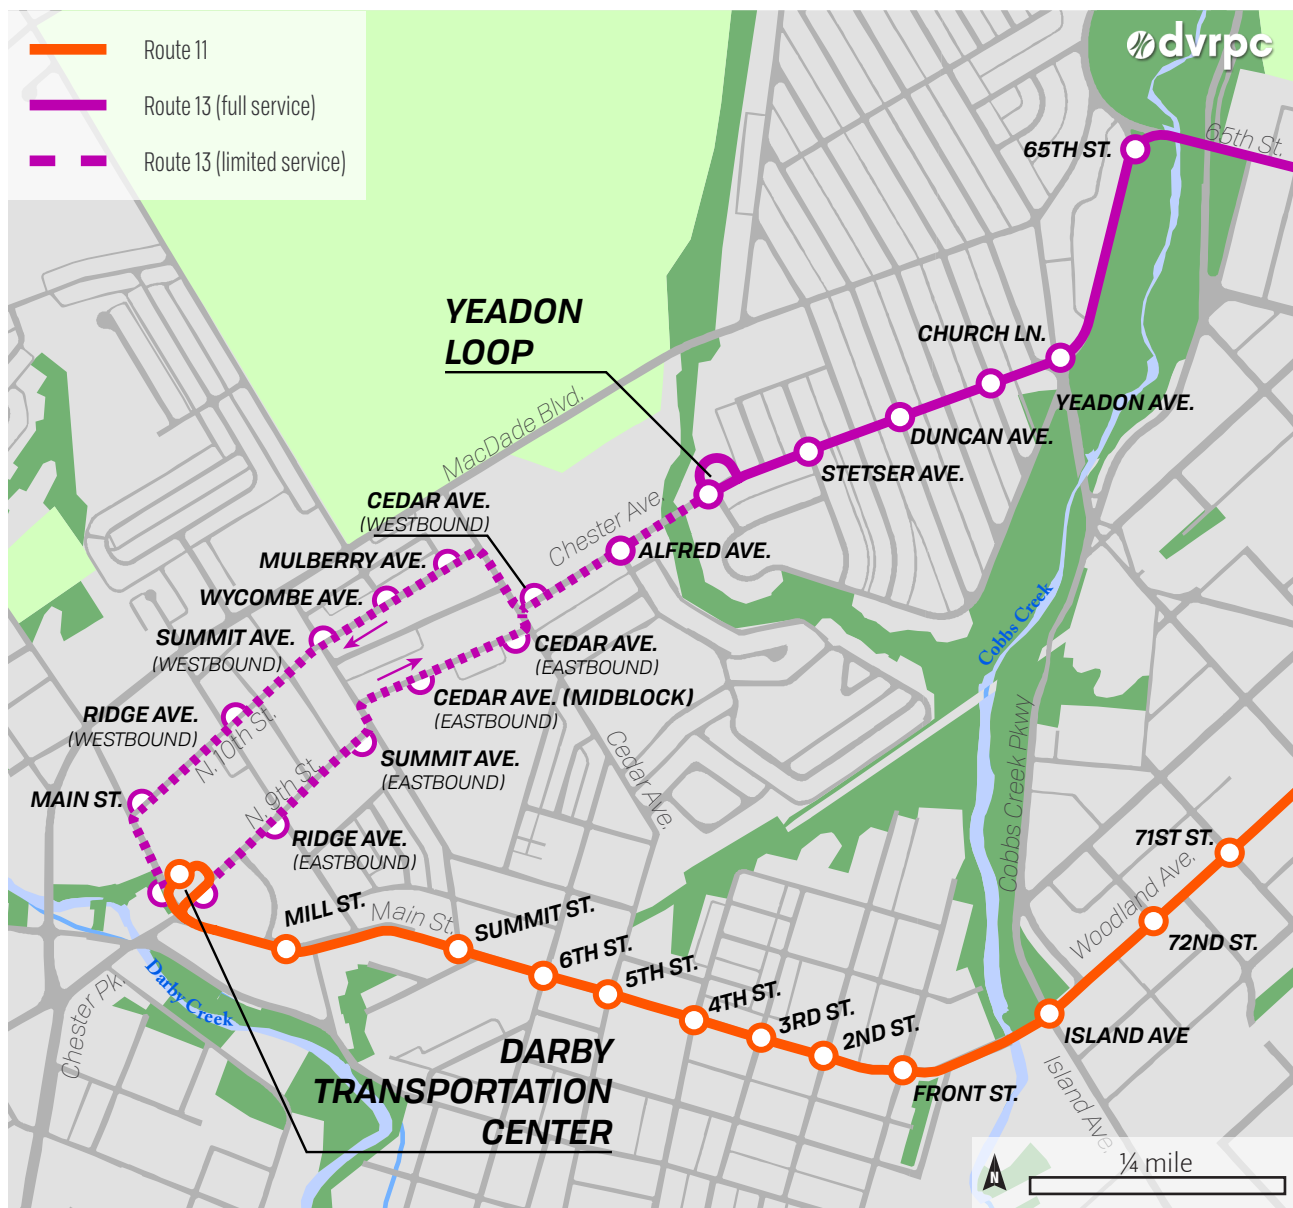 Route 11
Route 13 (full service)
Route 13 (limited service)
dvrpc
65th St.
65TH ST.
YEADON
LOOP
CHURCH LN.
YEADON AVE.
DUNCAN AVE.
STETSER AVE.
MacDade Blvd.
CEDAR AVE.
(WESTBOUND)
Chester Ave.
ALFRED AVE.
MULBERRY AVE.
WYCOMBE AVE.
SUMMIT AVE.
(WESTBOUND)
CEDAR AVE.
(EASTBOUND)
Cobbs Creek
CEDAR AVE. (MIDBLOCK)
(EASTBOUND)
RIDGE AVE.
(WESTBOUND)
N. 10th St.
SUMMIT AVE.
(EASTBOUND)
Cedar Ave.
Cobbs Creek Pkwy
MAIN ST.
N. 9th St.
RIDGE AVE.
(EASTBOUND)
71ST ST.
Woodland Ave.
72ND ST.
MILL ST.
Main St.
SUMMIT ST.
6TH ST.
5TH ST.
4TH ST.
3RD ST.
2ND ST.
FRONT ST.
ISLAND AVE
Island Ave.
Chester Pk.
Darby Creek
DARBY
TRANSPORTATION
CENTER
N
¼ mile